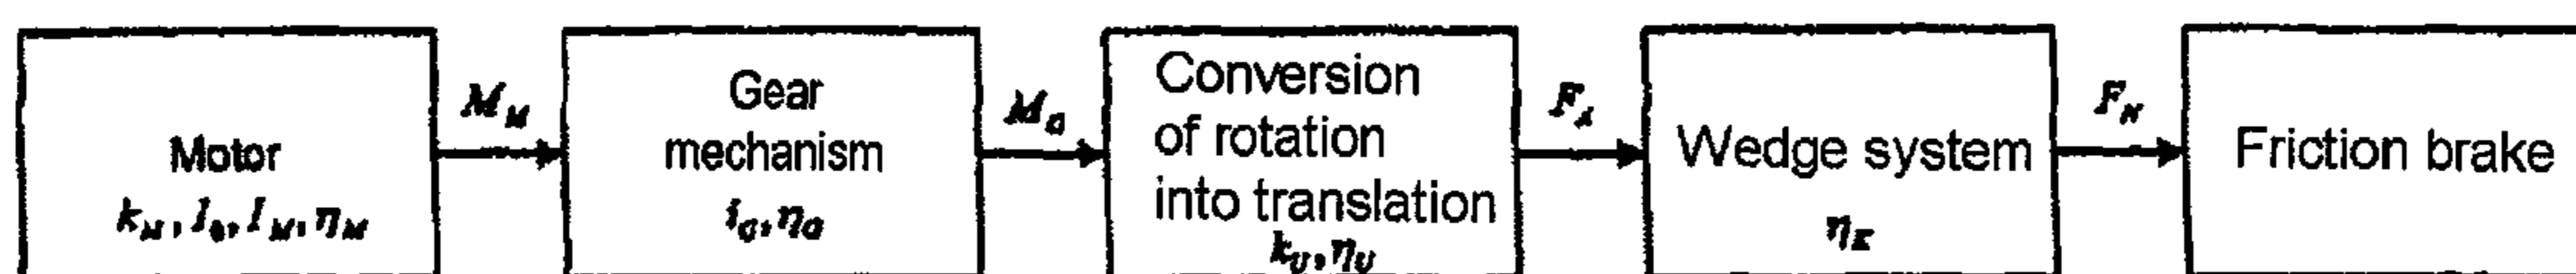 Motor
k_M, I_0, I_M, η_M
M_M
Gear
mechanism
i_G, η_G
M_G
Conversion
of rotation
into translation
k_U, η_U
F_A
Wedge system
η_K
F_N
Friction brake